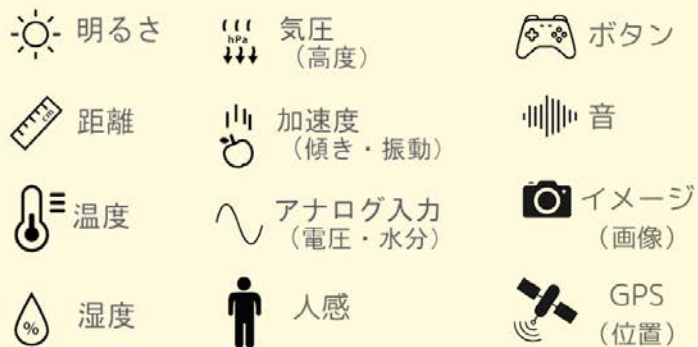 明るさ
距離
cm
温度
湿度
%
hPa
気圧
（高度）
加速度
（傾き・振動）
アナログ入力
（電圧・水分）
人感
ボタン
音
イメージ
（画像）
GPS
（位置）